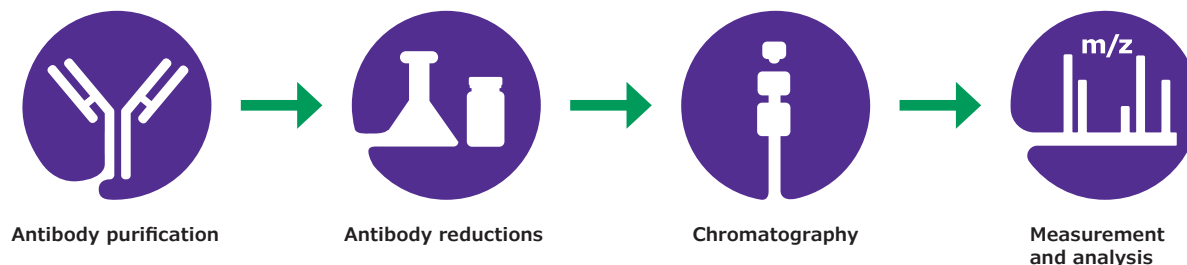 m/z
Antibody purification
Antibody reductions
Chromatography
Measurement
and analysis